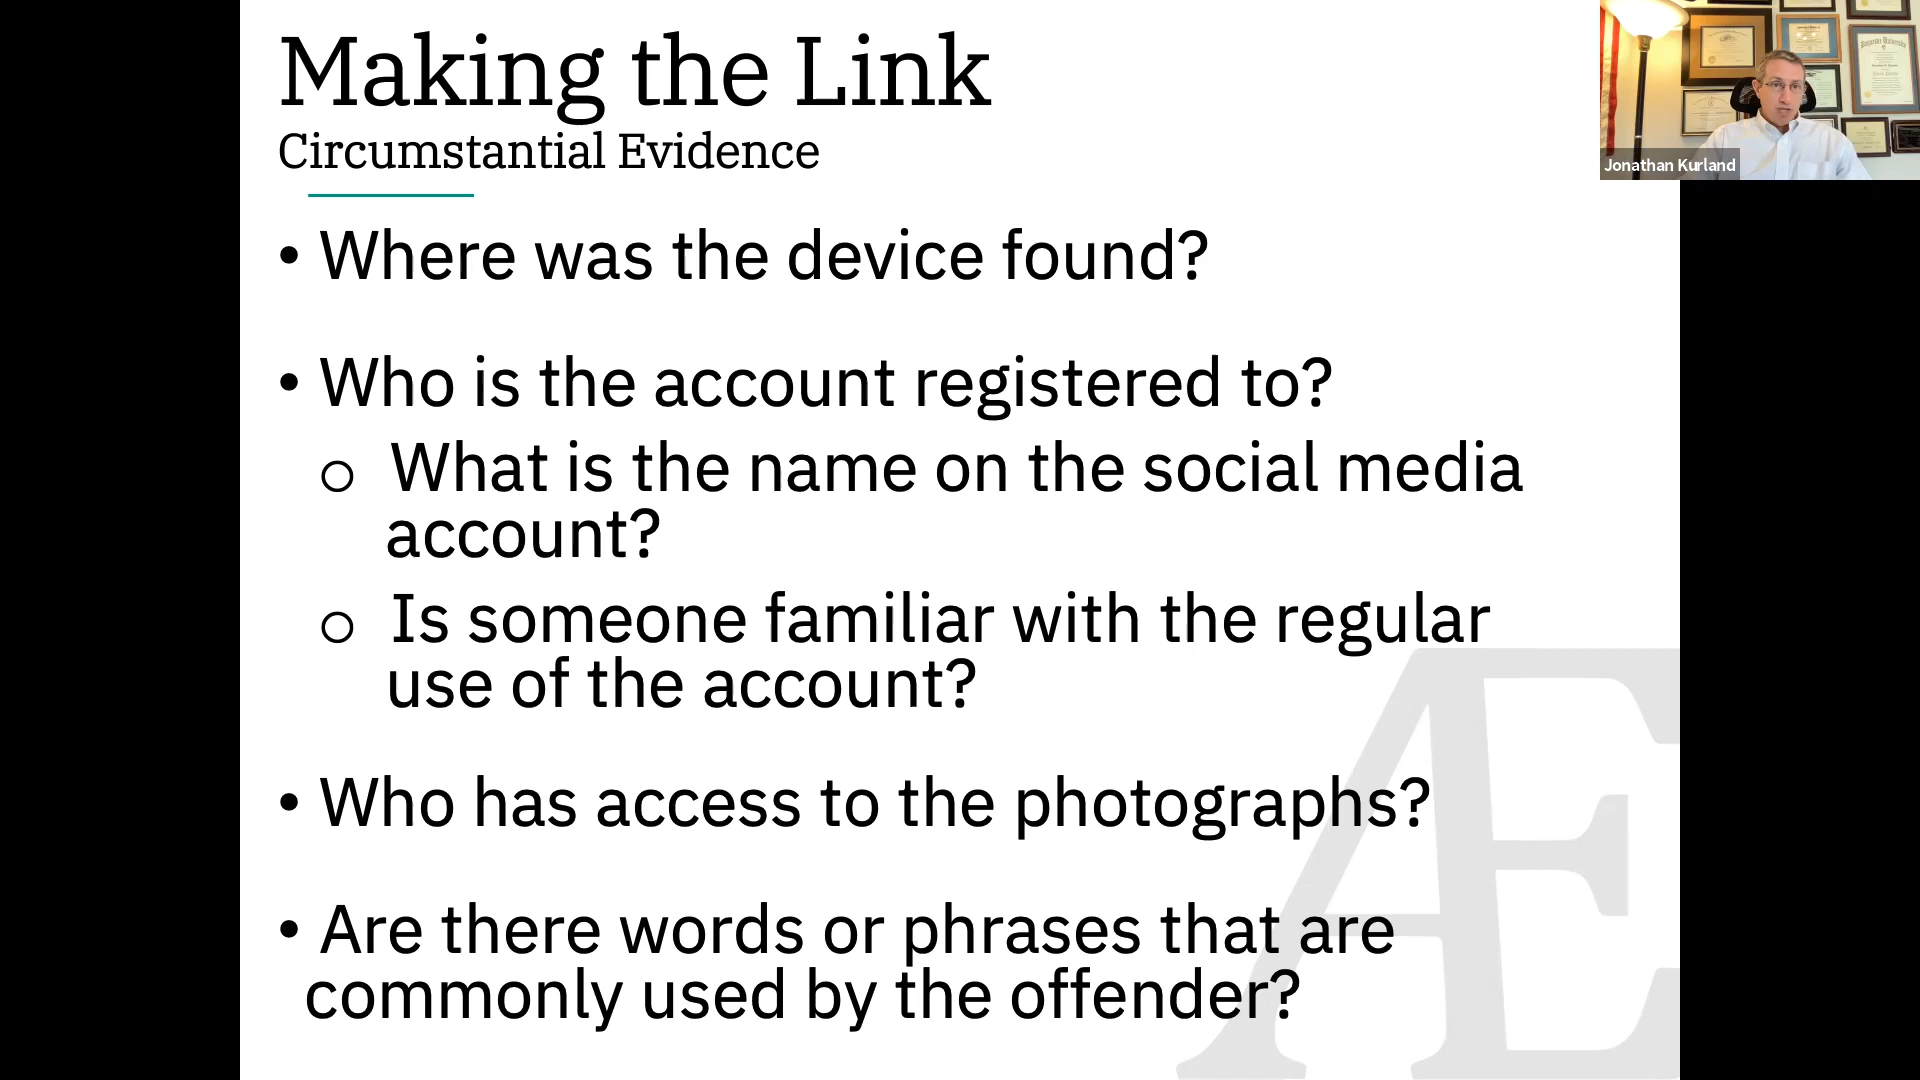 Making the Link
Circumstantial Evidence
• Where was the device found?
• Who is the account registered to?
o What is the name on the social media
account?
o Is someone familiar with the regular
use of the account?
• Who has access to the photographs?
• Are there words or phrases that are
commonly used by the offender?
Æ
Jonathan Kurland